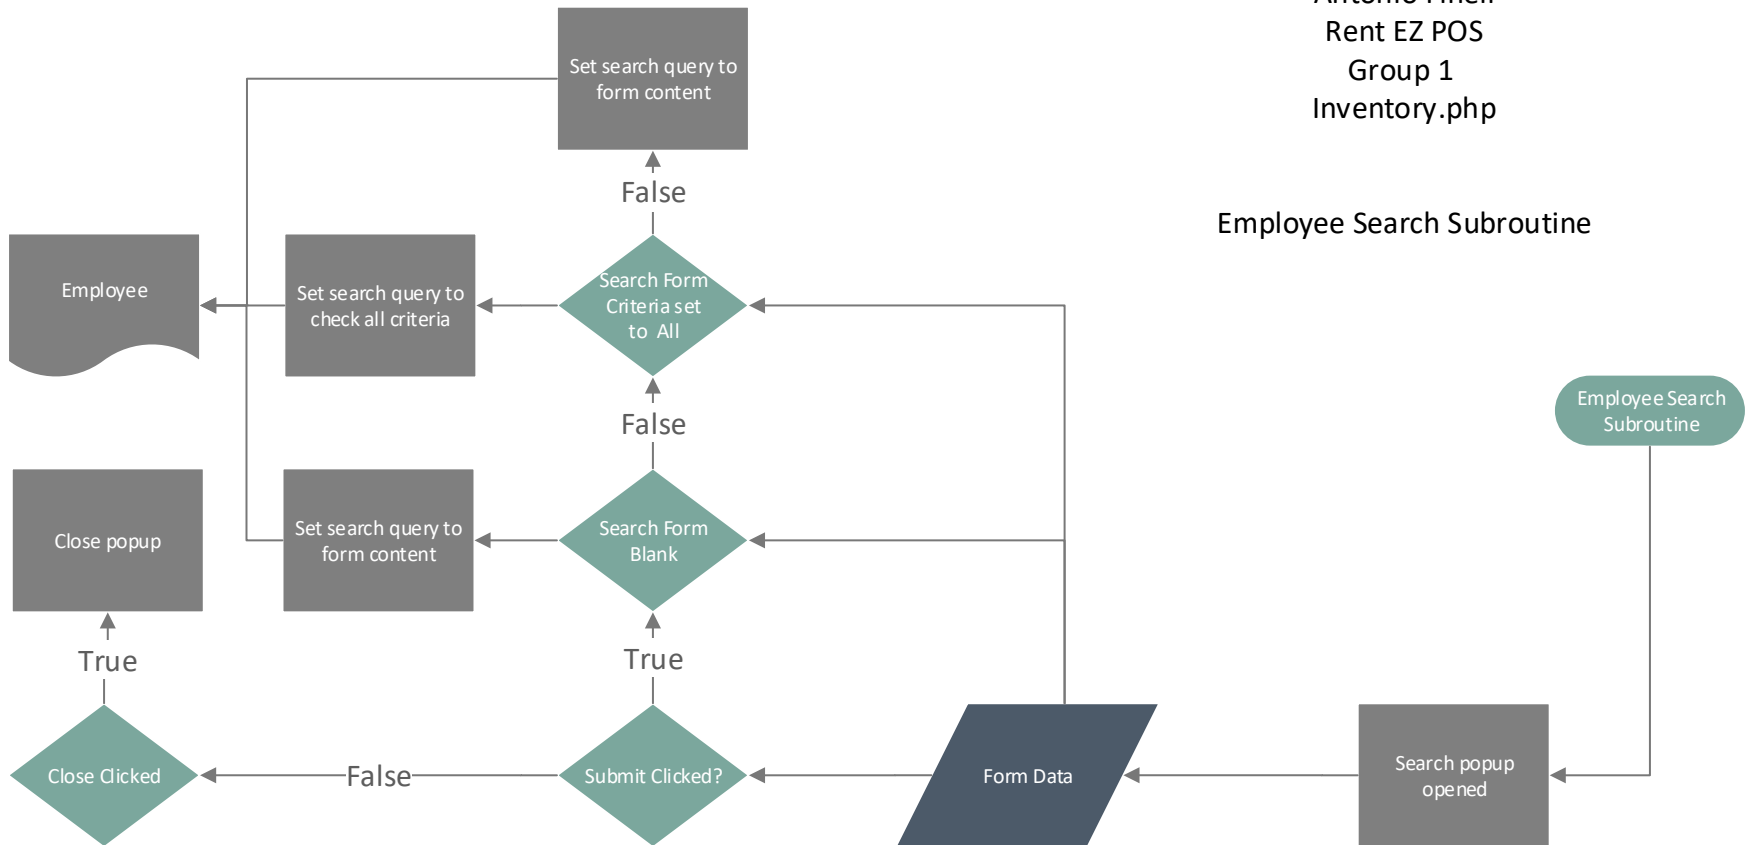 Rent EZ POS
Group 1
Inventory.php
Employee Search Subroutine
Set search query to
form content
False
Employee
Set search query to
check all criteria
Search Form
Criteria set
to All
False
Employee Search
Subroutine
Close popup
Set search query to
form content
Search Form
Blank
True
True
Close Clicked
False
Submit Clicked?
Form Data
Search popup
opened